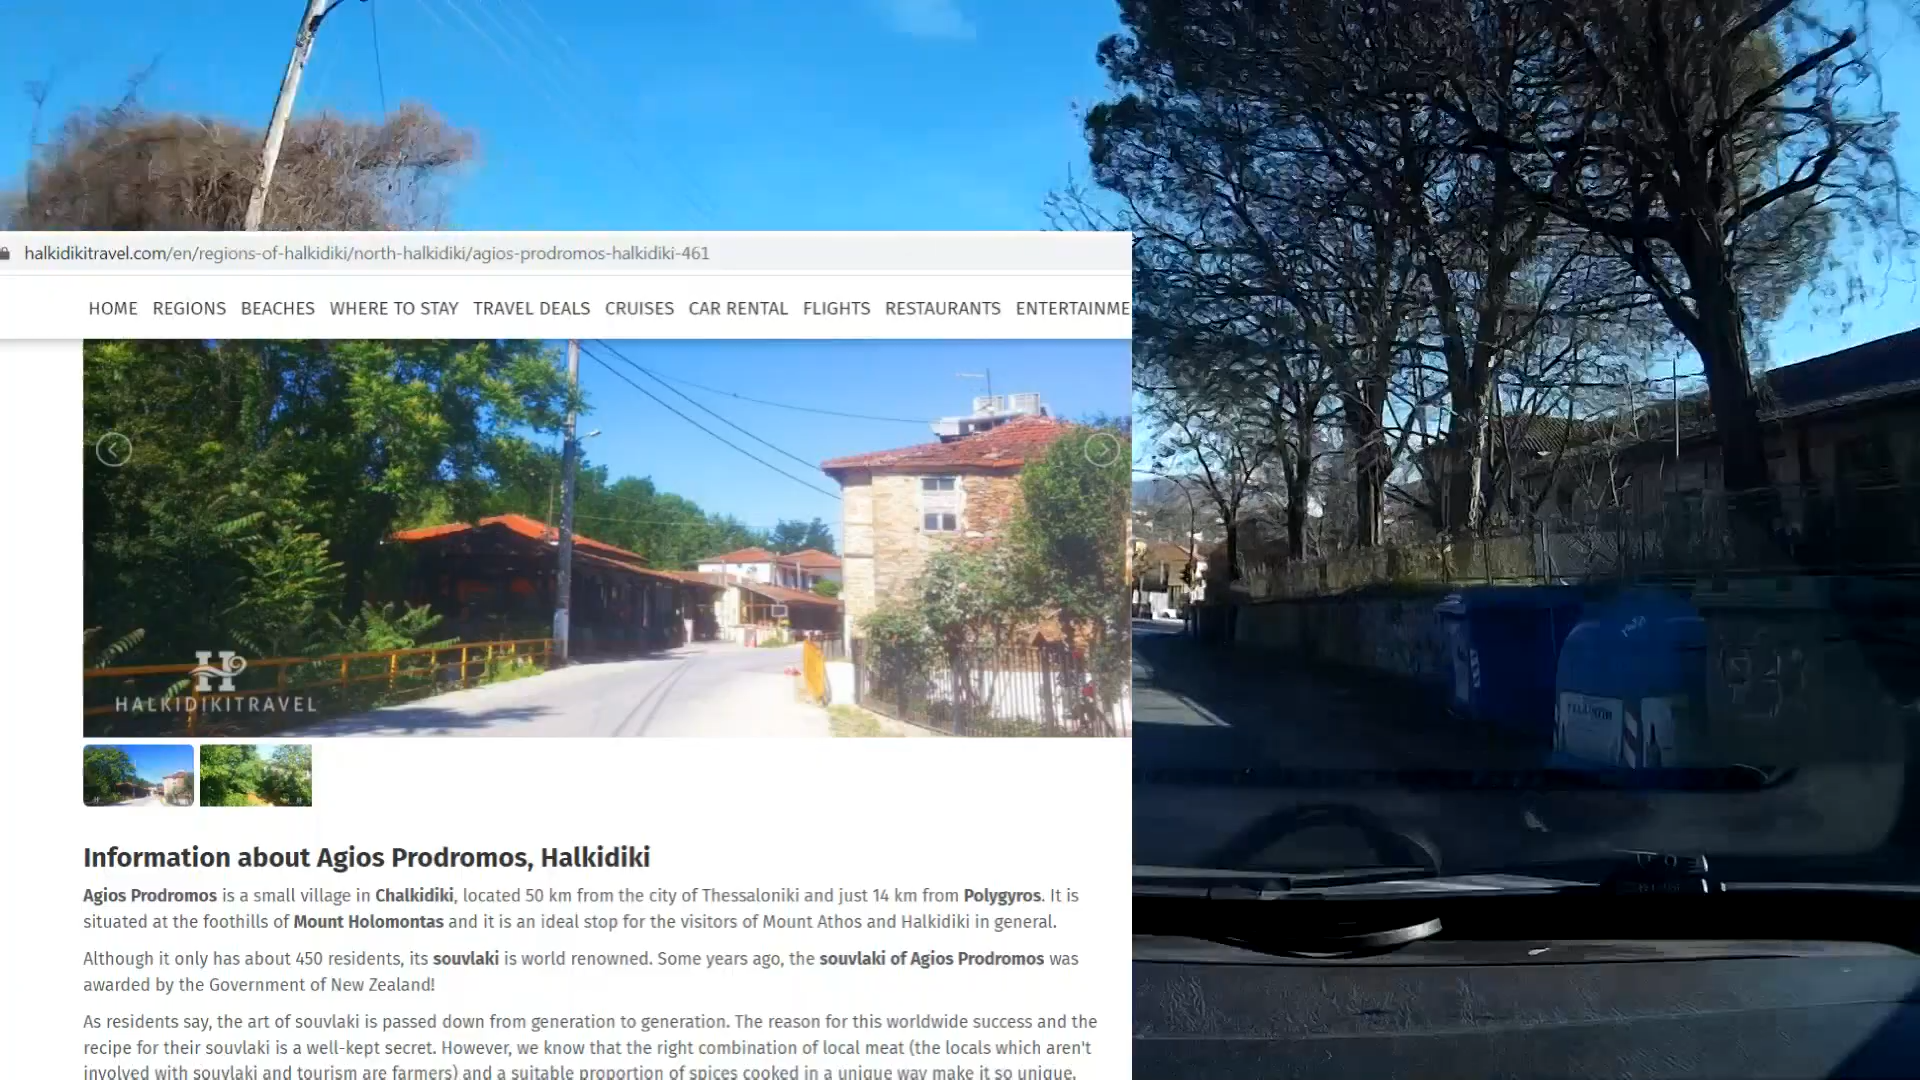 halkidikitravel.com/en/regions-of-halkidiki/north-halkidiki/agios-prodromos-halkidiki-461
HOME REGIONS BEACHES WHERE TO STAY TRAVEL DEALS CRUISES CAR RENTAL FLIGHTS RESTAURANTS ENTERTAINME
HALKIDIKITRAVEL
Information about Agios Prodromos, Halkidiki
Agios Prodromos is a small village in Chalkidiki, located 50 km from the city of Thessaloniki and just 14 km from Polygyros. It is
situated at the foothills of Mount Holomontas and it is an ideal stop for the visitors of Mount Athos and Halkidiki in general.
Although it only has about 450 residents, its souvlaki is world renowned. Some years ago, the souvlaki of Agios Prodromos was
awarded by the Government of New Zealand!
As residents say, the art of souvlaki is passed down from generation to generation. The reason for this worldwide success and the
recipe for their souvlaki is a well-kept secret. However, we know that the right combination of local meat (the locals which aren't
involved with souvlaki and tourism are farmers) and a suitable proportion of spices cooked in a unique way make it so unique.